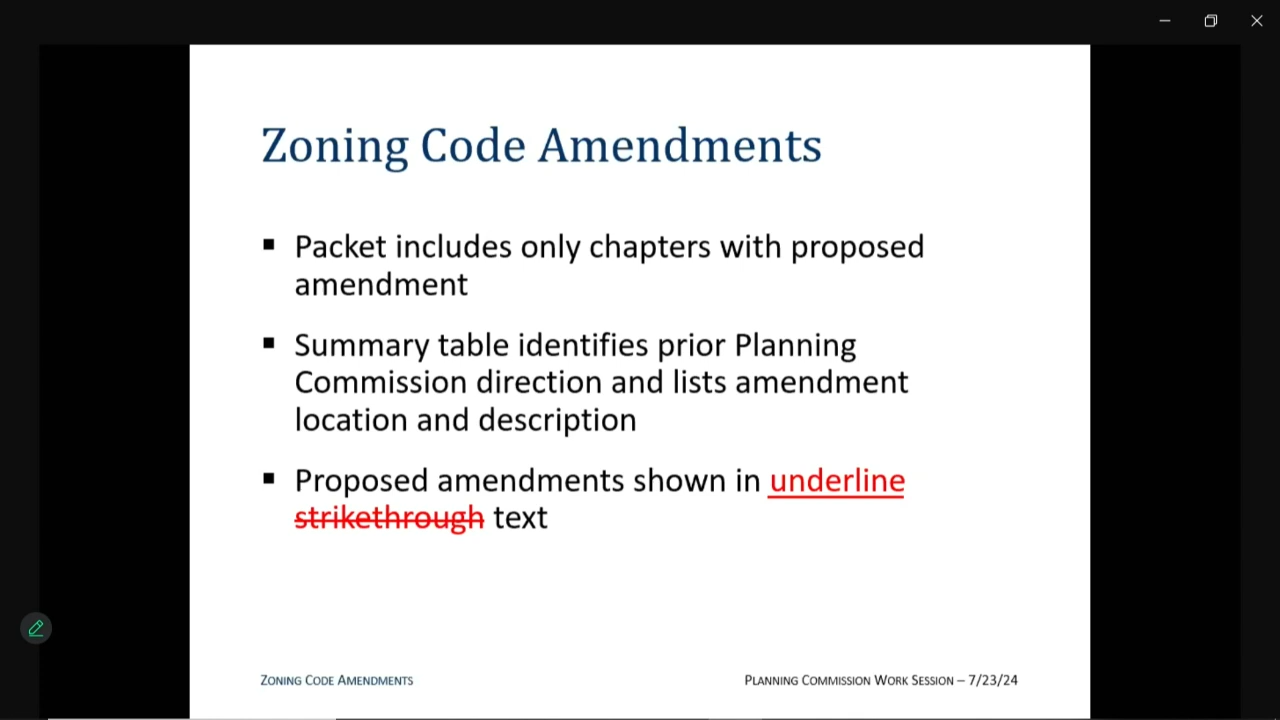 Zoning Code Amendments
Packet includes only chapters with proposed
amendment
Summary table identifies prior Planning
Commission direction and lists amendment
location and description
Proposed amendments shown in underline
strikethrough text
ZONING CODE AMENDMENTS
PLANNING COMMISSION WORK SESSION – 7/23/24